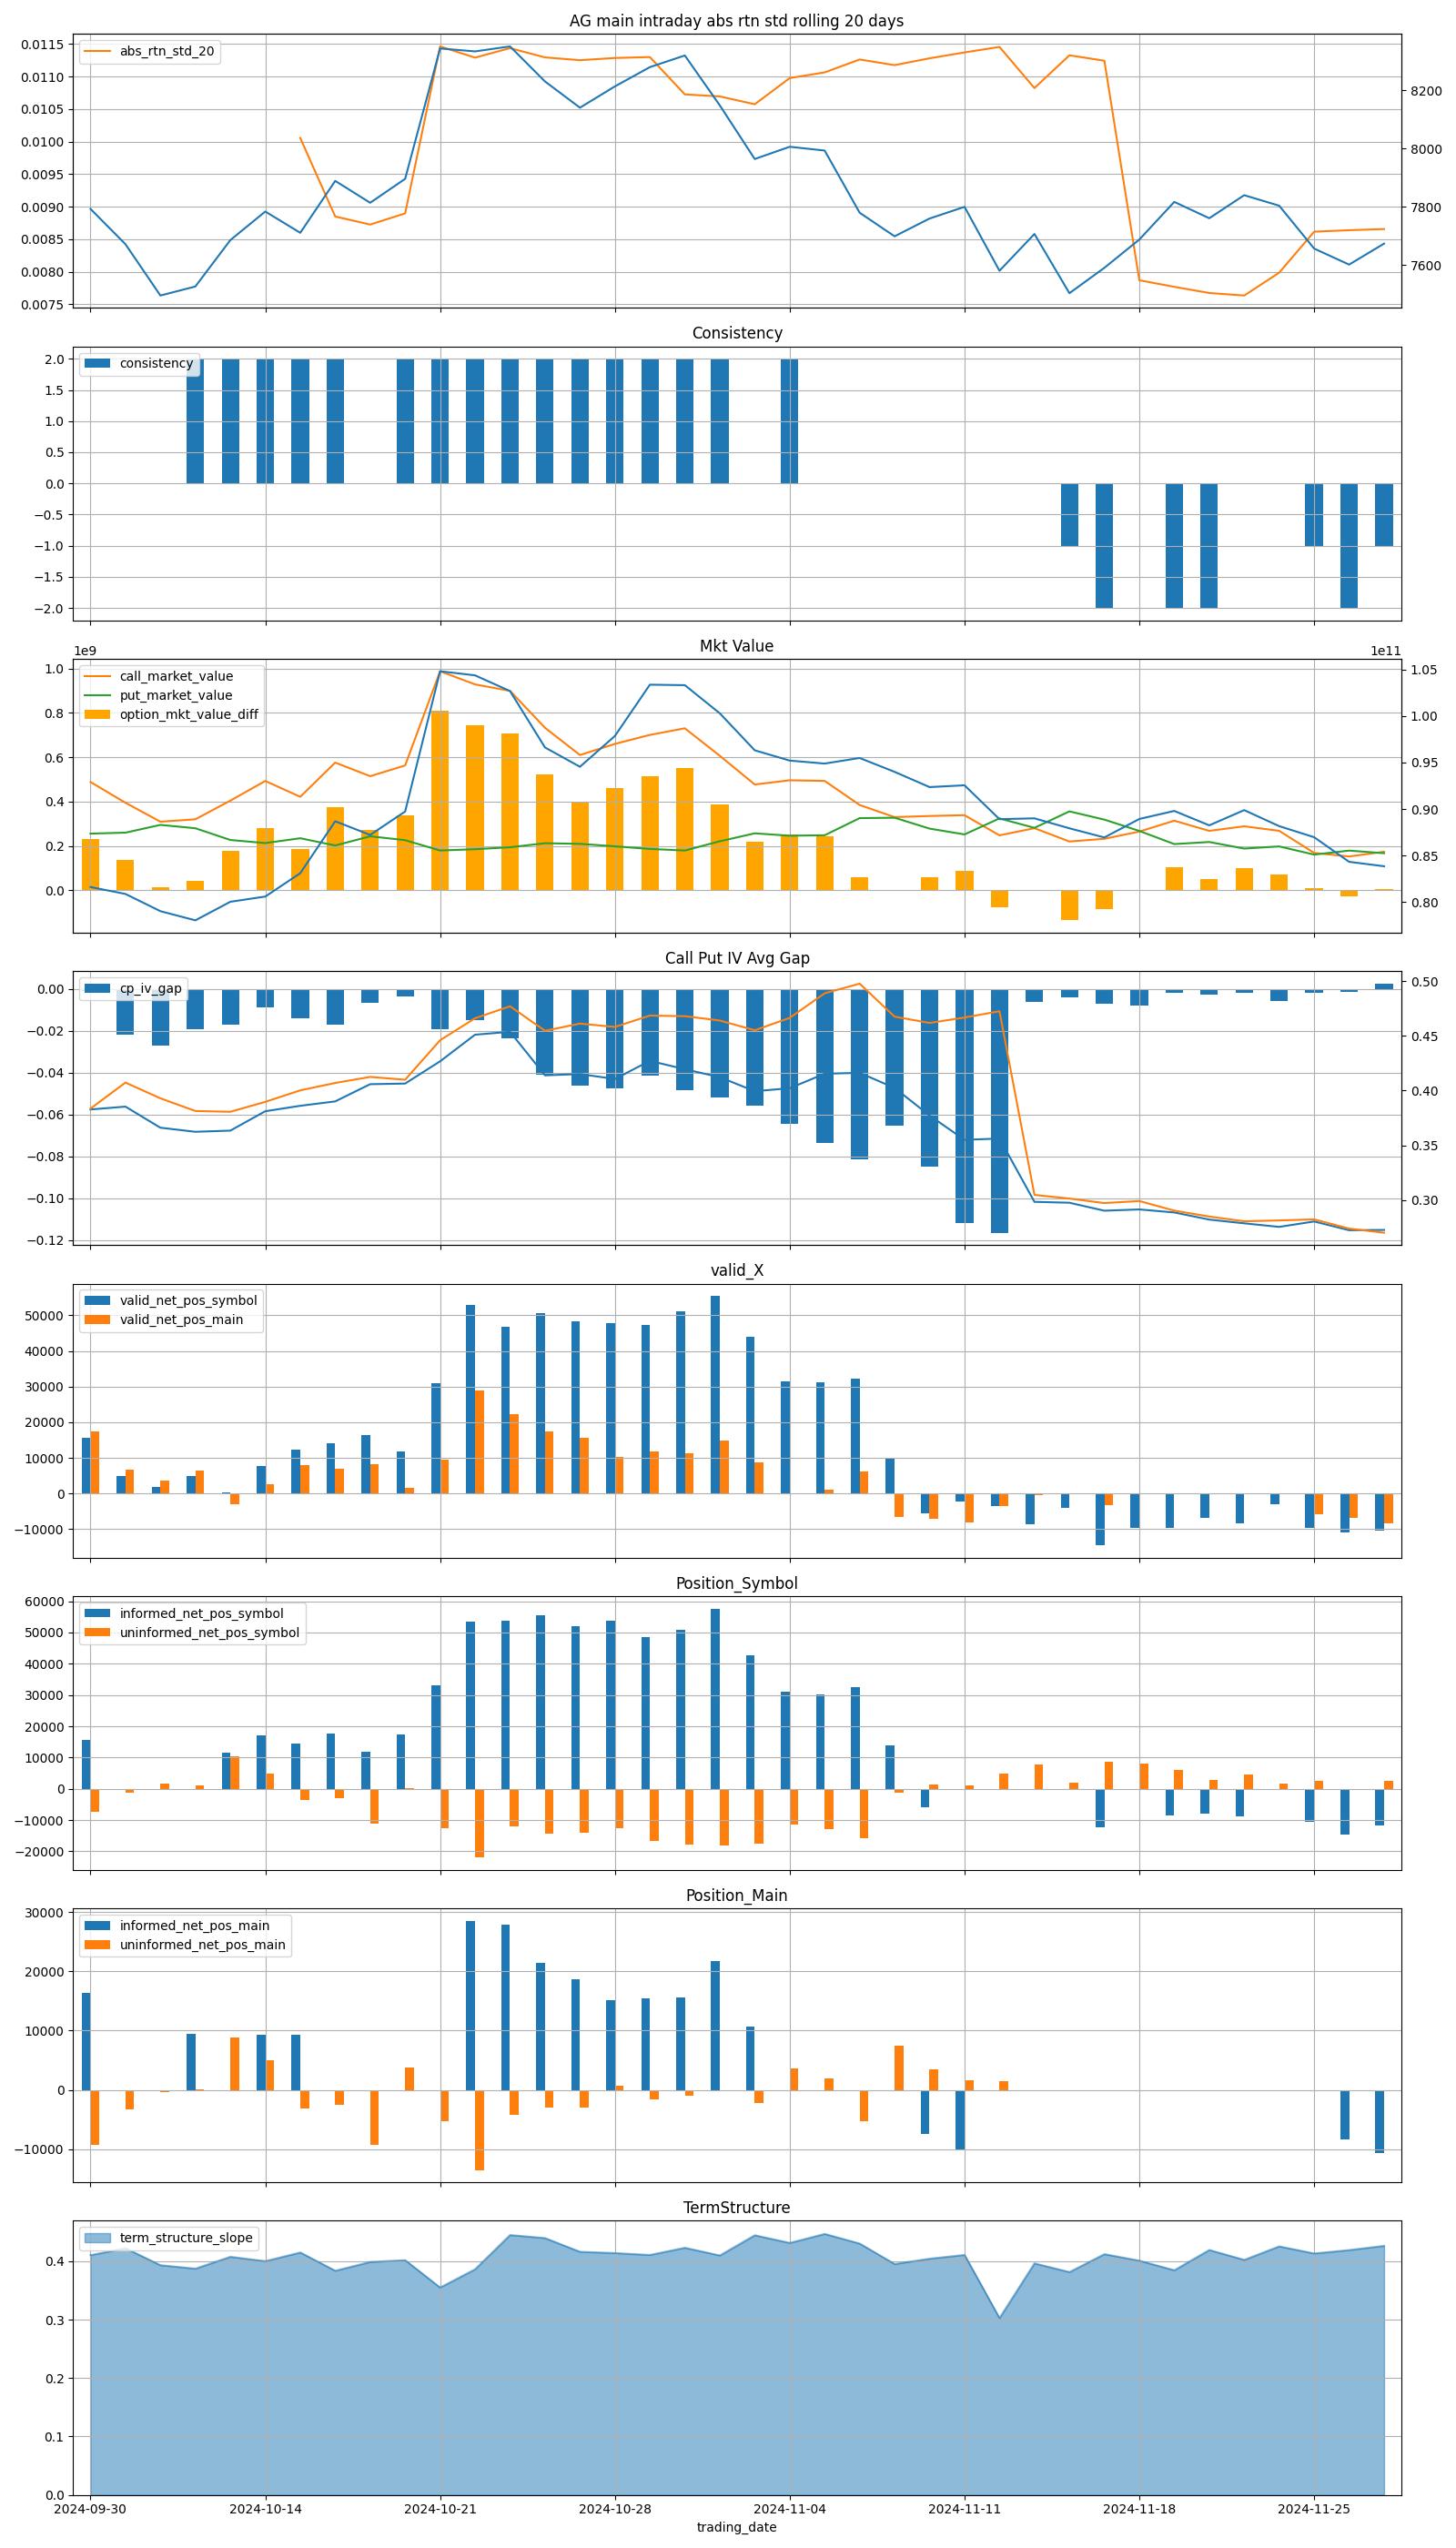 AG main intraday abs rtn std rolling 20 days
abs_rtn_std_20
0.0115
0.0110
0.0105
0.0100
0.0095
0.0090
0.0085
0.0080
0.0075
8200
8000
7800
7600
Consistency
consistency
2.0
1.5
1.0
0.5
0.0
−0.5
−1.0
−1.5
−2.0
Mkt Value
1e9
1e11
call_market_value
put_market_value
option_mkt_value_diff
1.0
0.8
0.6
0.4
0.2
0.0
1.05
1.00
0.95
0.90
0.85
0.80
Call Put IV Avg Gap
cp_iv_gap
0.00
−0.02
−0.04
−0.06
−0.08
−0.10
−0.12
0.50
0.45
0.40
0.35
0.30
valid_X
valid_net_pos_symbol
valid_net_pos_main
50000
40000
30000
20000
10000
0
−10000
Position_Symbol
informed_net_pos_symbol
uninformed_net_pos_symbol
60000
50000
40000
30000
20000
10000
0
−10000
−20000
Position_Main
informed_net_pos_main
uninformed_net_pos_main
30000
20000
10000
0
−10000
TermStructure
term_structure_slope
0.4
0.3
0.2
0.1
0.0
2024-09-30 2024-10-14 2024-10-21 2024-10-28 2024-11-04 2024-11-11 2024-11-18 2024-11-25
trading_date